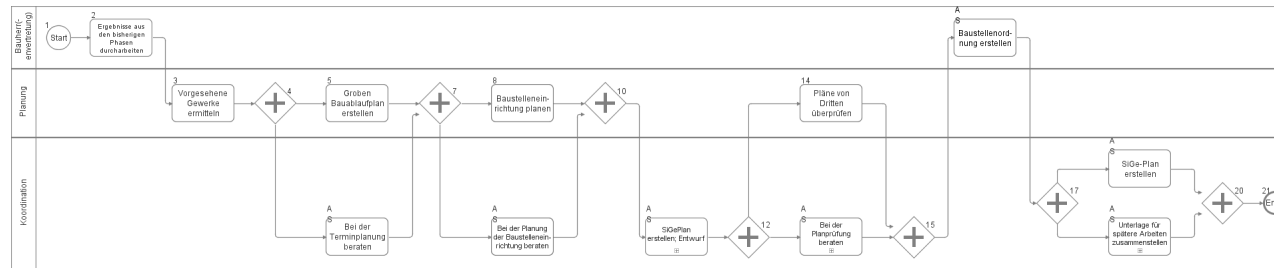 Bauherr(-
envertretung)
1
Start
2
Ergebnisse aus
den bisherigen
Phasen
durcharbeiten
A
S
Baustellenord-
nung erstellen
Planung
3
Vorgesehene
Gewerke
ermitteln
4
5
Groben
Bauablaufplan
erstellen
7
8
Baustellenein-
richtung planen
10
14
Pläne von
Dritten
überprüfen
Koordination
A
S
Bei der
Terminplanung
beraten
A
S
Bei der Planung
der Baustellenein-
richtung beraten
A
S
SiGePlan
erstellen; Entwurf
12
A
S
Bei der
Planprüfung
beraten
15
17
A
S
SiGe-Plan
erstellen
A
S
Unterlage für
spätere Arbeiten
zusammenstellen
20
21
En